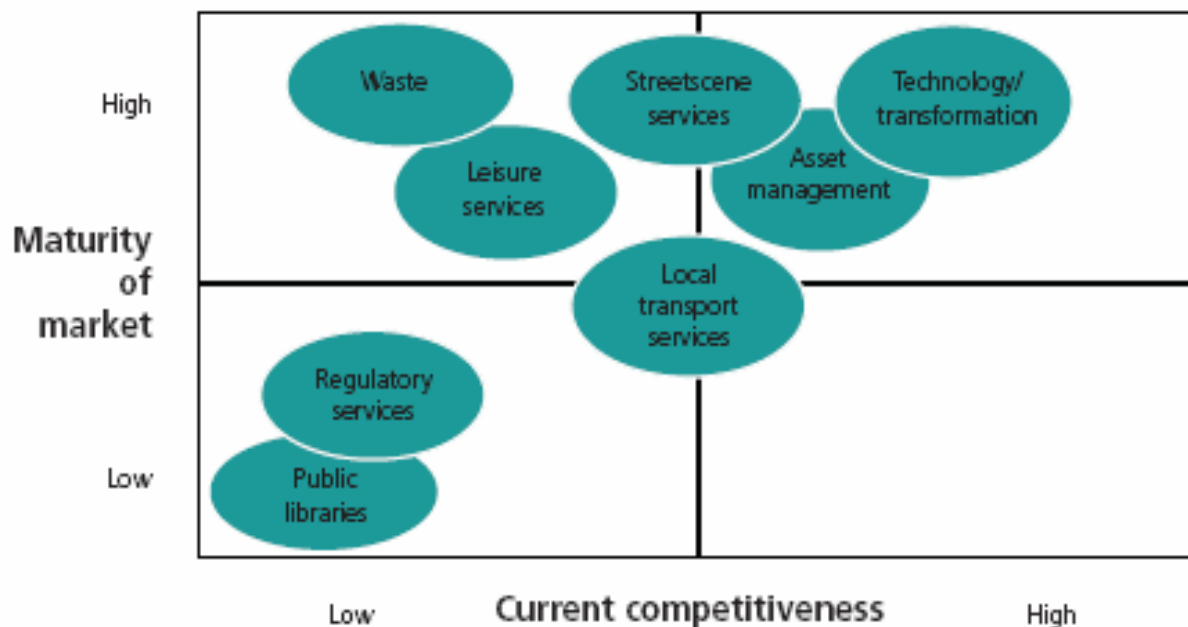 High
Maturity
of
market
Low
Waste
Streetscene
services
Technology/
transformation
Leisure
services
Asset
management
Local
transport
services
Regulatory
services
Public
libraries
Low
Current competitiveness
High